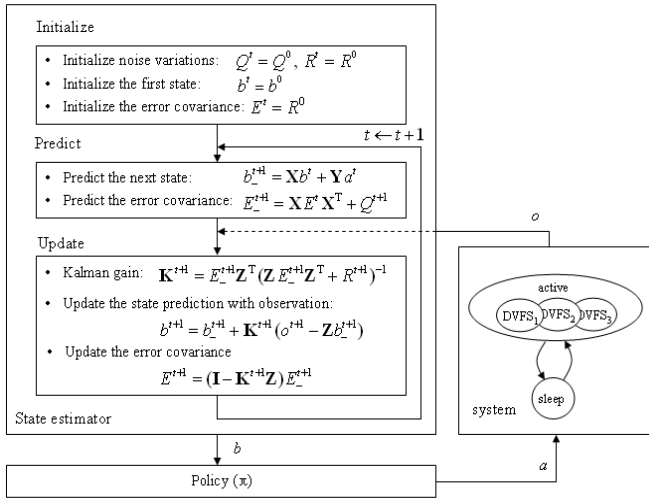 Initialize
• Initialize noise variations: Q^t = Q^0, R^t = R^0
• Initialize the first state: b^t = b^0
• Initialize the error covariance: E^t = R^0
t ← t + 1
Predict
• Predict the next state: b_-^{t+1} = Xb^t + Ya^t
• Predict the error covariance: E_-^{t+1} = XE^tX^T + Q^{t+1}
o
Update
• Kalman gain: K^{t+1} = E_-^{t+1}Z^T(ZE_-^{t+1}Z^T + R^{t+1})^{-1}
• Update the state prediction with observation:
b^{t+1} = b_-^{t+1} + K^{t+1}(o^{t+1} − Zb_-^{t+1})
• Update the error covariance
E^{t+1} = (I − K^{t+1}Z)E_-^{t+1}
State estimator
active
DVFS_1
DVFS_2
DVFS_3
sleep
system
b
a
Policy (π)